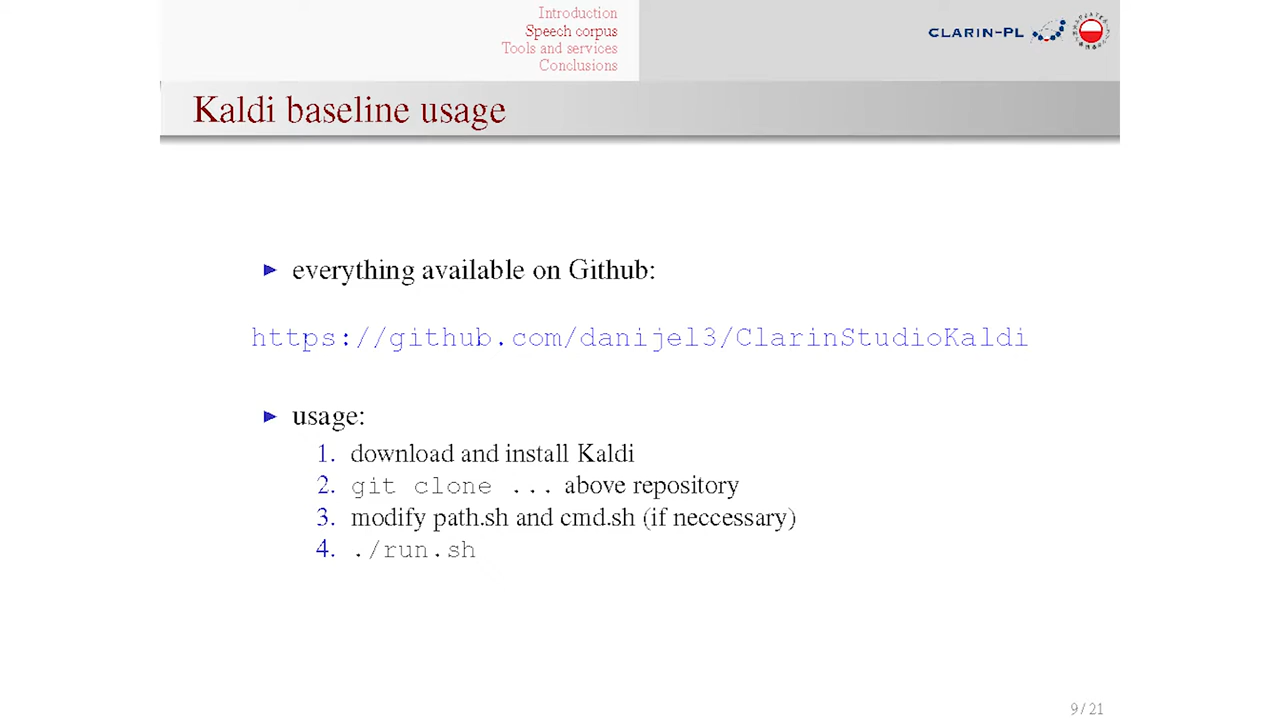 Introduction
Speech corpus
Tools and services
Conclusions
CLARIN-PL
Kaldi baseline usage
everything available on Github:
https://github.com/danijel3/ClarinStudioKaldi
usage:
1. download and install Kaldi
2. git clone ... above repository
3. modify path.sh and cmd.sh (if neccessary)
4. ./run.sh
9/21